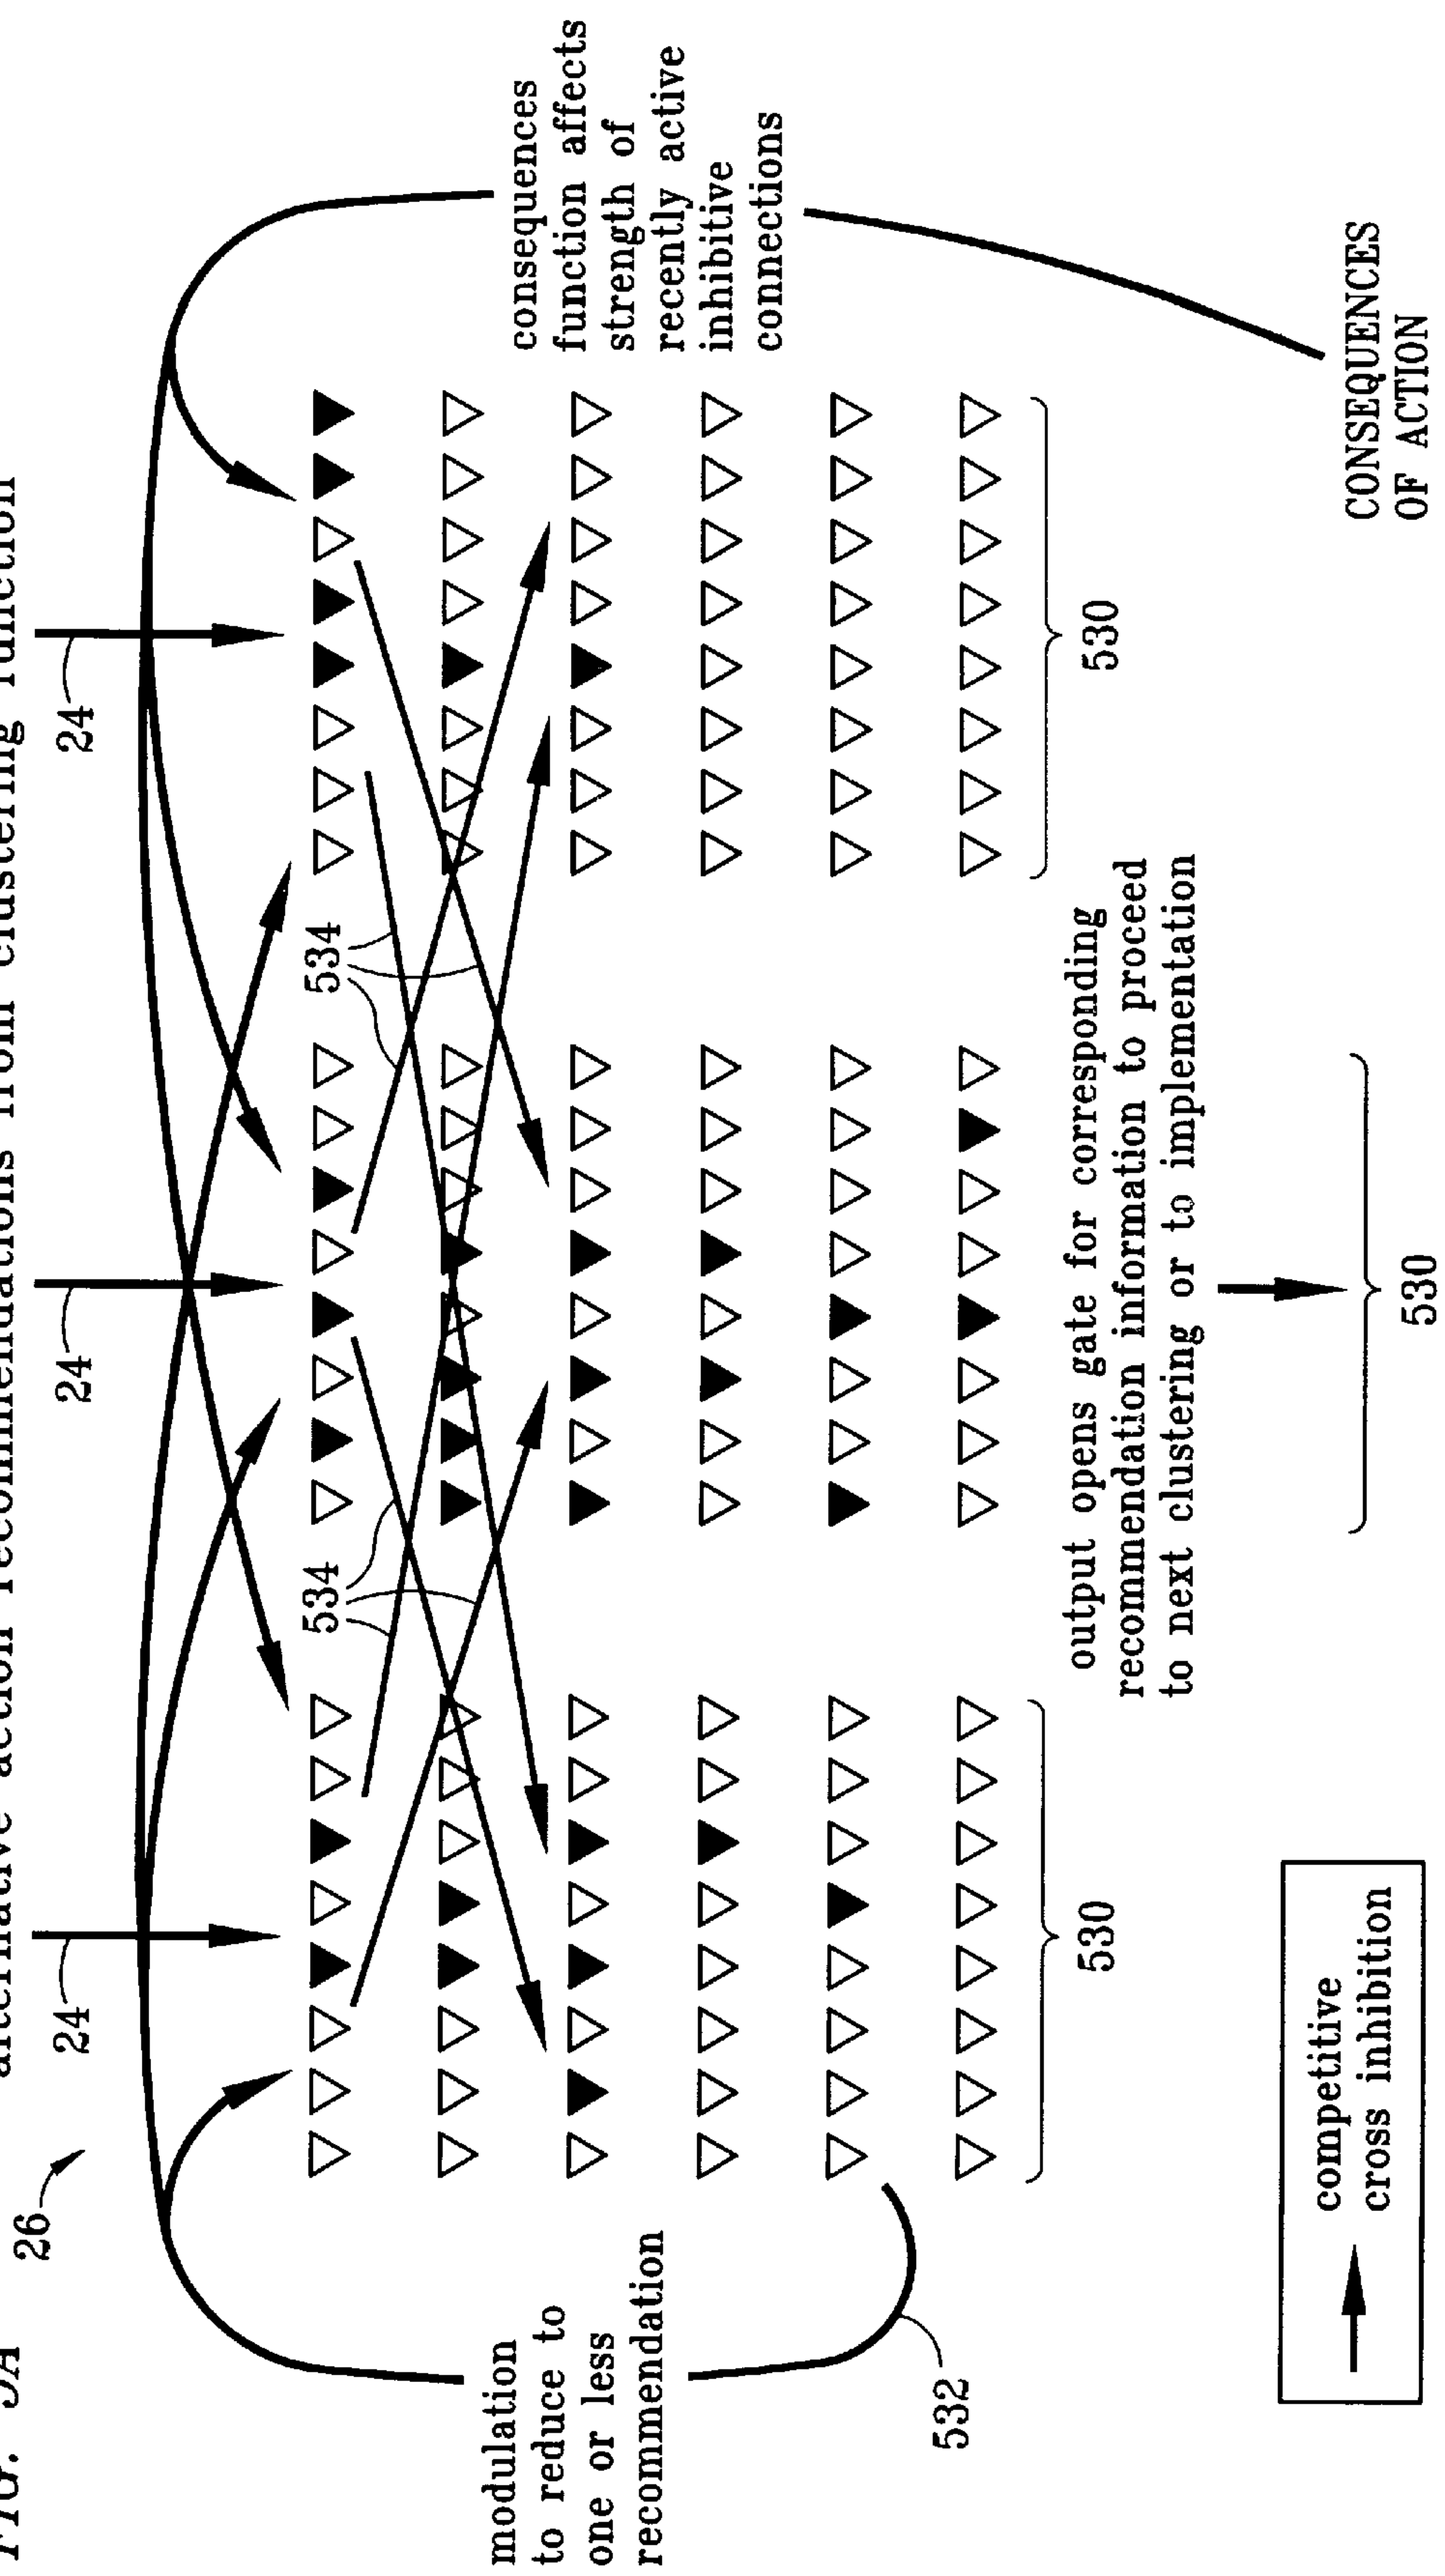 FIG. 5A
alternative action recommendations from clustering function
26
24
24
24
534
534
modulation
to reduce to
one or less
recommendation
532
consequences
function affects
strength of
recently active
inhibitive
connections
530
530
output opens gate for corresponding
recommendation information to proceed
to next clustering or to implementation
530
CONSEQUENCES
OF ACTION
competitive
cross inhibition